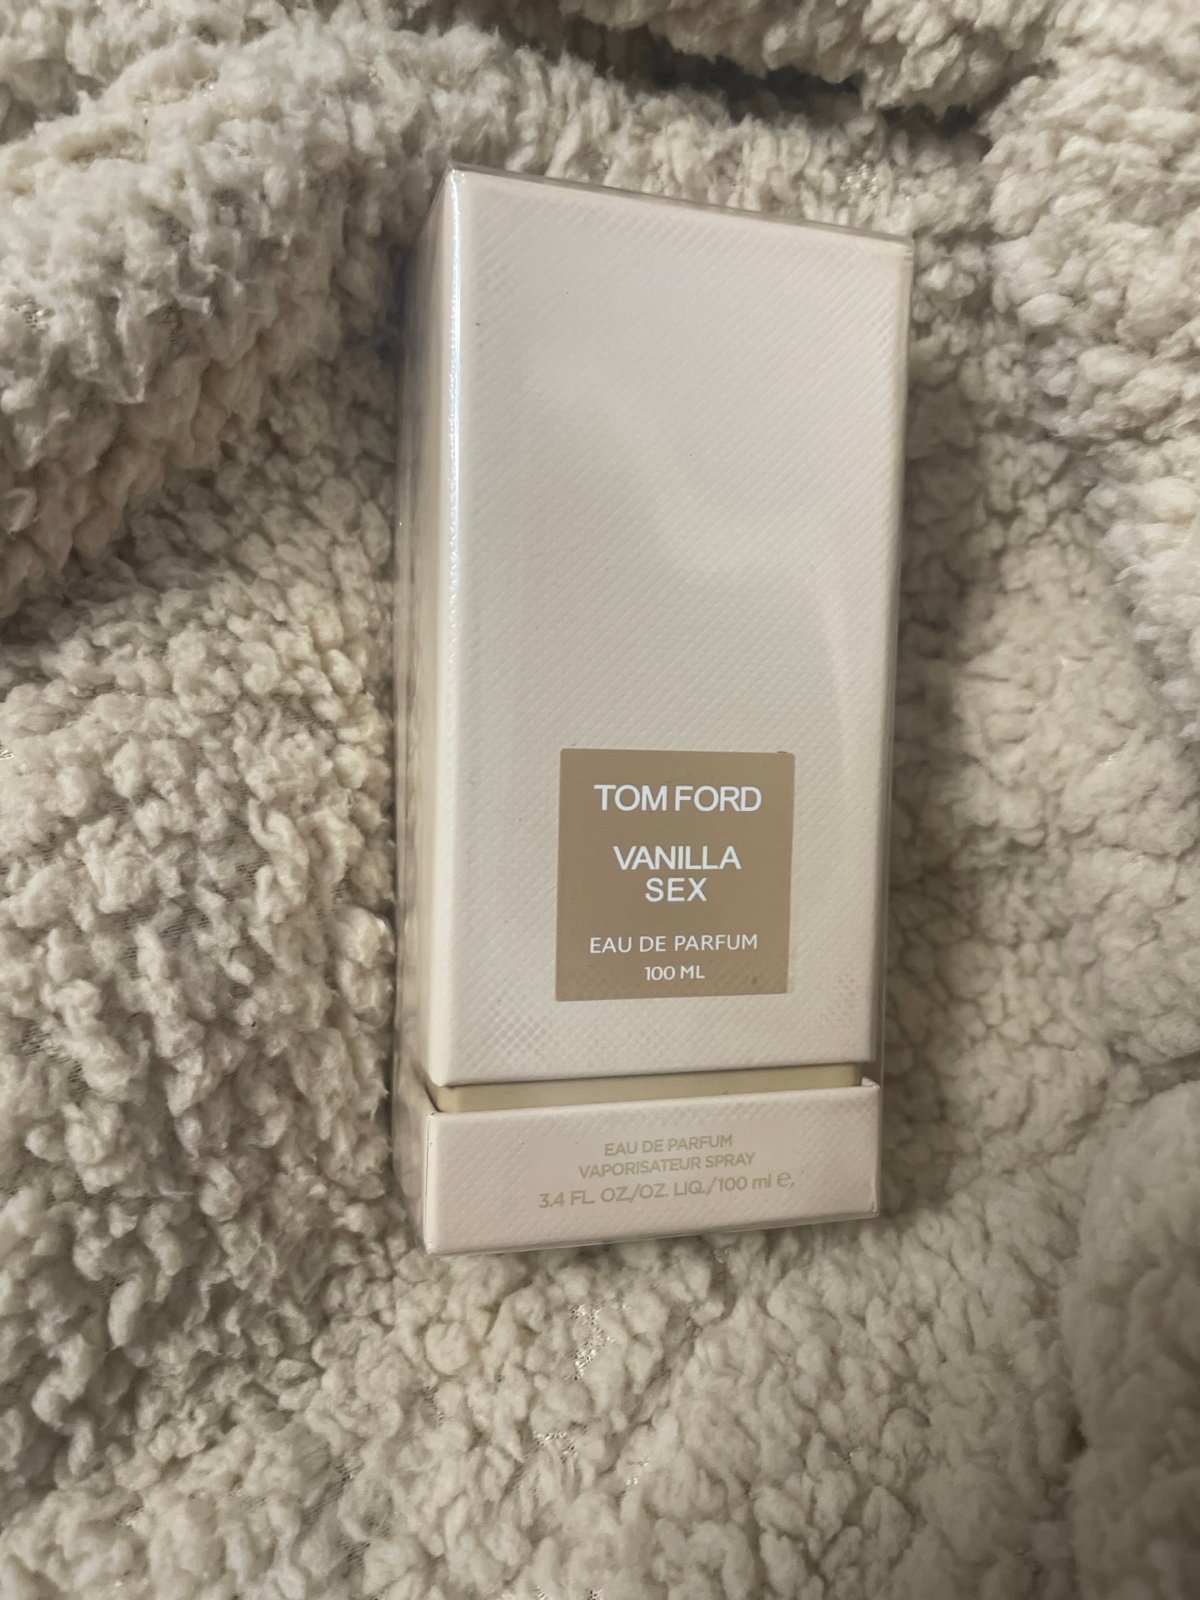 TOM FORD
VANILLA
SEX
EAU DE PARFUM
100 ML
EAU DE PARFUM
VAPORISATEUR SPRAY
3.4 FL. OZ./OZ. LIQ./100 ml ℮